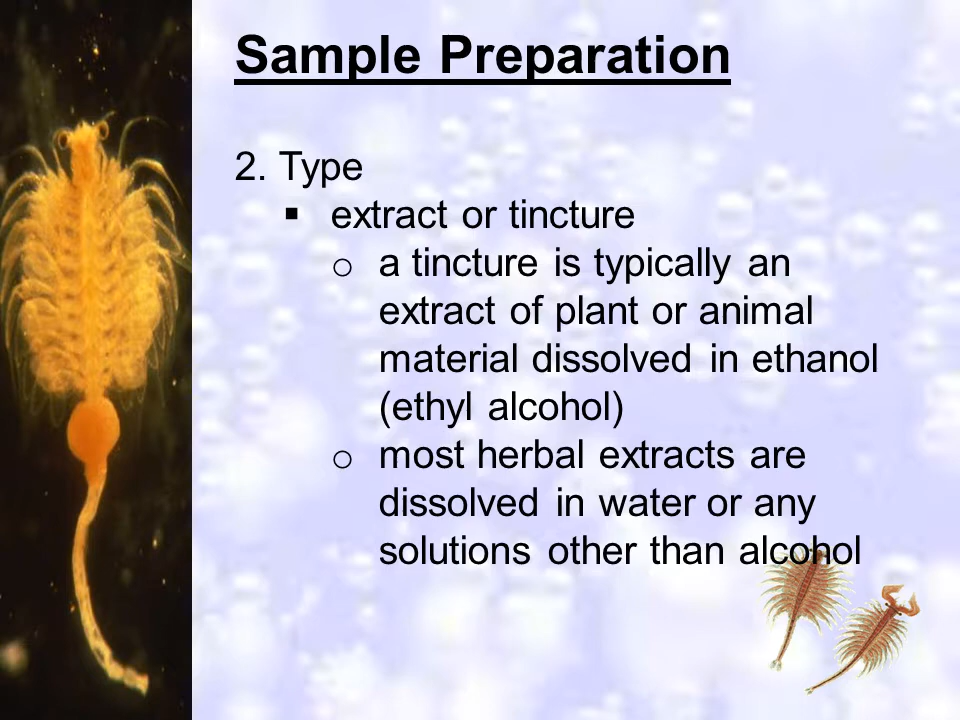 Sample Preparation
2. Type
▪ extract or tincture
o a tincture is typically an
extract of plant or animal
material dissolved in ethanol
(ethyl alcohol)
o most herbal extracts are
dissolved in water or any
solutions other than alcohol